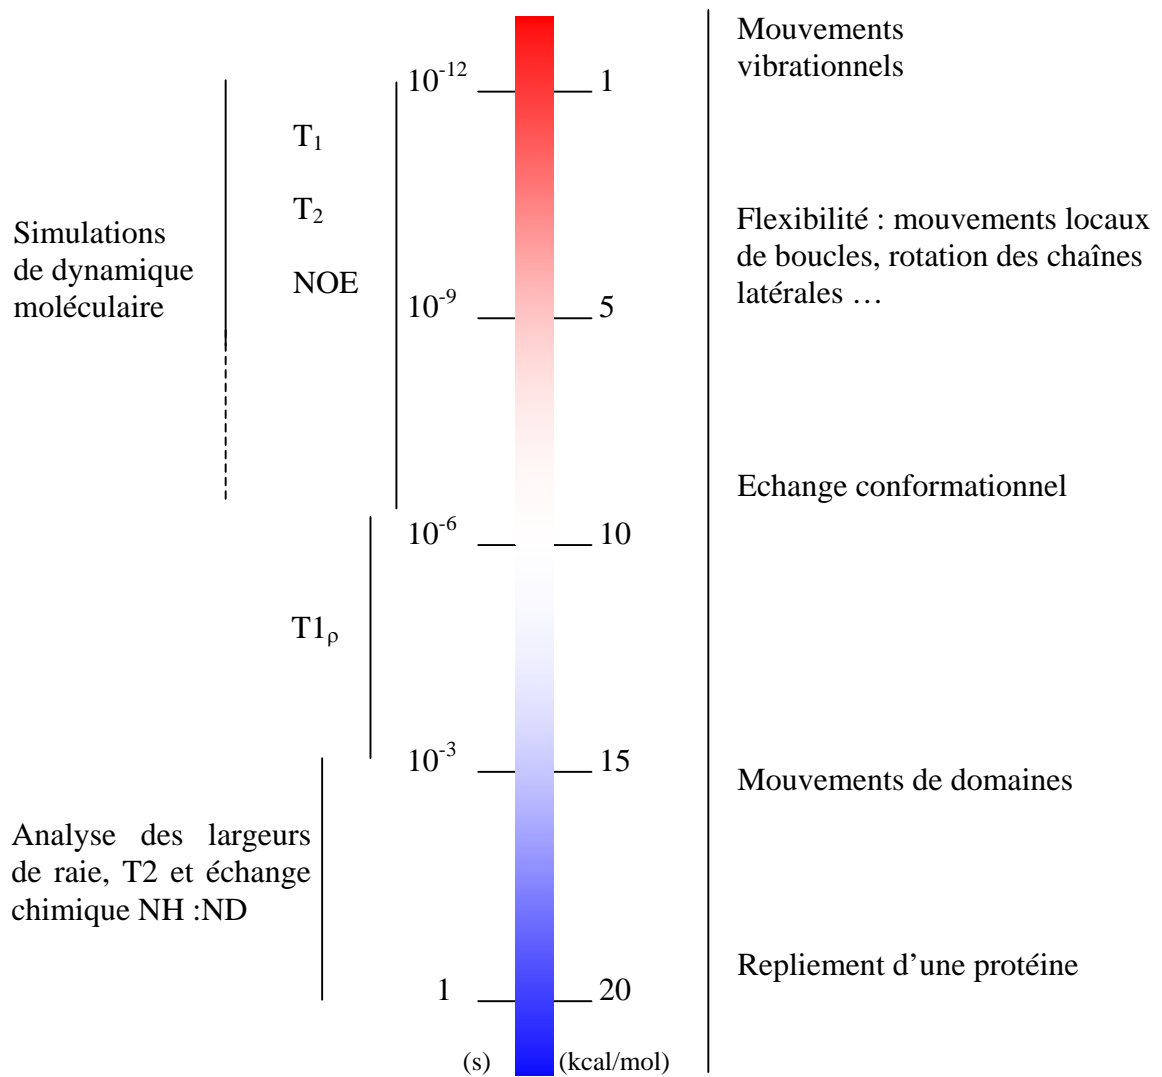 Mouvements
vibrationnels
10⁻¹² 1
T₁
T₂
NOE
Simulations
de dynamique
moléculaire
Flexibilité : mouvements locaux
de boucles, rotation des chaînes
latérales …
10⁻⁹ 5
Echange conformationnel
10⁻⁶ 10
T1ᵨ
10⁻³ 15
Mouvements de domaines
Analyse des largeurs
de raie, T2 et échange
chimique NH :ND
Repliement d’une protéine
1 20
(s) (kcal/mol)